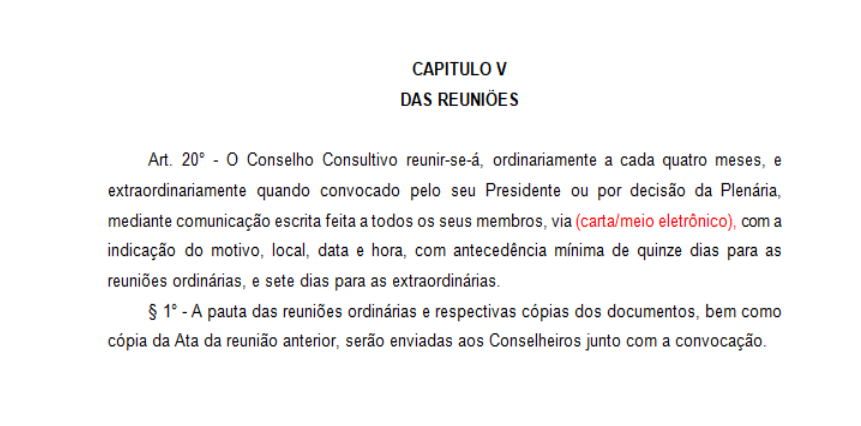 CAPITULO V
DAS REUNIÕES
Art. 20° - O Conselho Consultivo reunir-se-á, ordinariamente a cada quatro meses, e
extraordinariamente quando convocado pelo seu Presidente ou por decisão da Plenária,
mediante comunicação escrita feita a todos os seus membros, via (carta/meio eletrônico), com a
indicação do motivo, local, data e hora, com antecedência mínima de quinze dias para as
reuniões ordinárias, e sete dias para as extraordinárias.
§ 1° - A pauta das reuniões ordinárias e respectivas cópias dos documentos, bem como
cópia da Ata da reunião anterior, serão enviadas aos Conselheiros junto com a convocação.